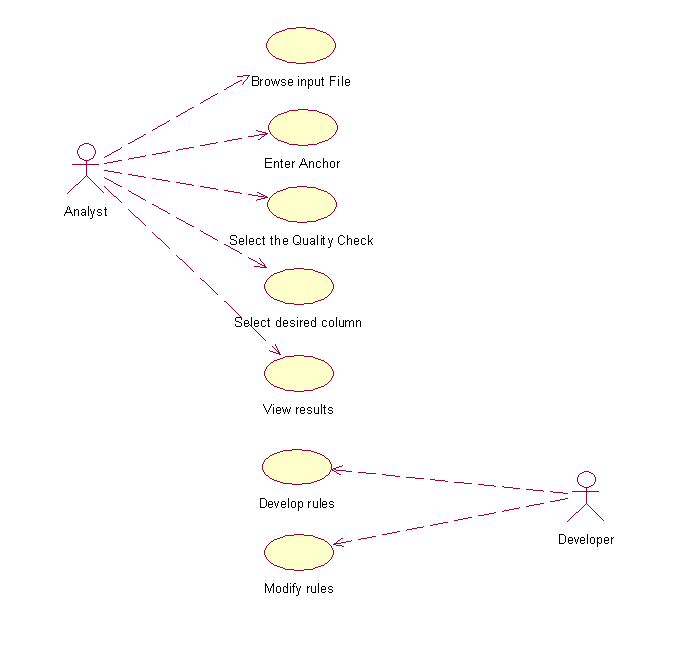 Browse input File
Enter Anchor
Analyst
Select the Quality Check
Select desired column
View results
Develop rules
Developer
Modify rules